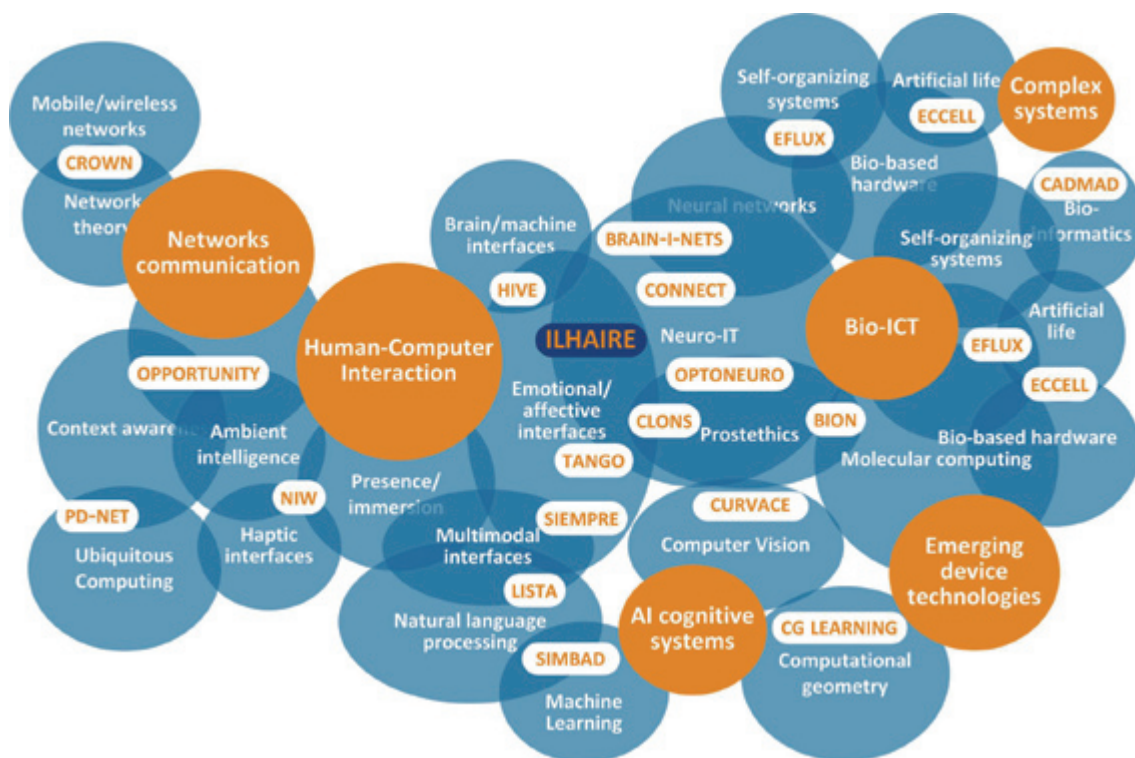 Mobile/wireless
networks
CROWN
Network
theory
Networks
communication
OPPORTUNITY
Context awarene
Ambient
intelligence
PD-NET
Ubiquitous
Computing
NIW
Haptic
interfaces
Human-Computer
Interaction
Presence/
immersion
Brain/machine
interfaces
HIVE
ILHAIRE
Emotional/
affective
interfaces
TANGO
SIEMPRE
Multimodal
interfaces
LISTA
Natural language
processing
SIMBAD
Machine
Learning
AI cognitive
systems
Self-organizing
systems
EFLUX
Artificial life
ECCELL
Complex
systems
Bio-based
hardware
Neural networks
BRAIN-I-NETS
CONNECT
Neuro-IT
OPTONEURO
CLONS
Prostethics
BION
Bio-ICT
CADMAD
Bio-
informatics
Self-organizing
systems
Artificial
life
EFLUX
ECCELL
Bio-based hardware
Molecular computing
CURVACE
Computer Vision
Emerging
device
technologies
CG LEARNING
Computational
geometry